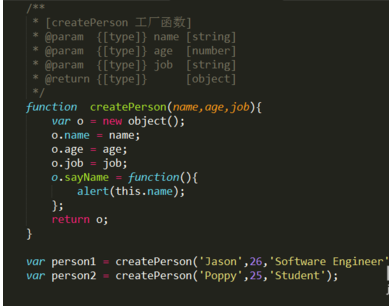 /**
* [createPerson 工厂函数]
* @param {[type]} name [string]
* @param {[type]} age [number]
* @param {[type]} job [string]
* @return {[type]} [object]
*/
function createPerson(name,age,job){
var o = new object();
o.name = name;
o.age = age;
o.job = job;
o.sayName = function(){
alert(this.name);
};
return o;
}
var person1 = createPerson('Jason',26,'Software Engineer'
var person2 = createPerson('Poppy',25,'Student');